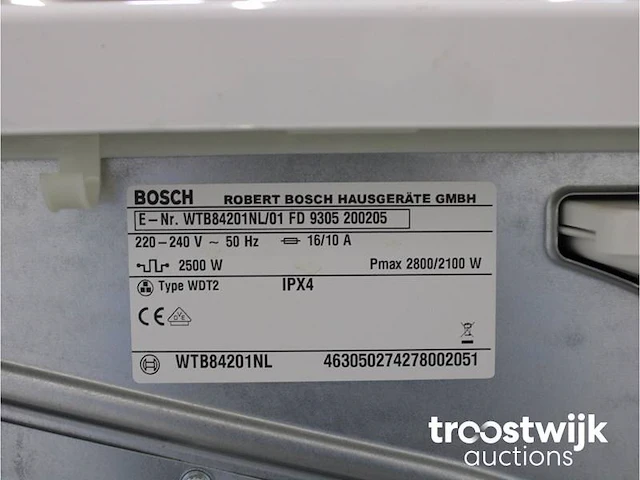 BOSCH ROBERT BOSCH HAUSGERÄTE GMBH
E-Nr. WTB84201NL/01 FD 9305 200205
220-240 V ~ 50 Hz 16/10 A
2500 W Pmax 2800/2100 W
Type WDT2 IPX4
CE VDE
WTB84201NL 463050274278002051
troostwijk
auctions